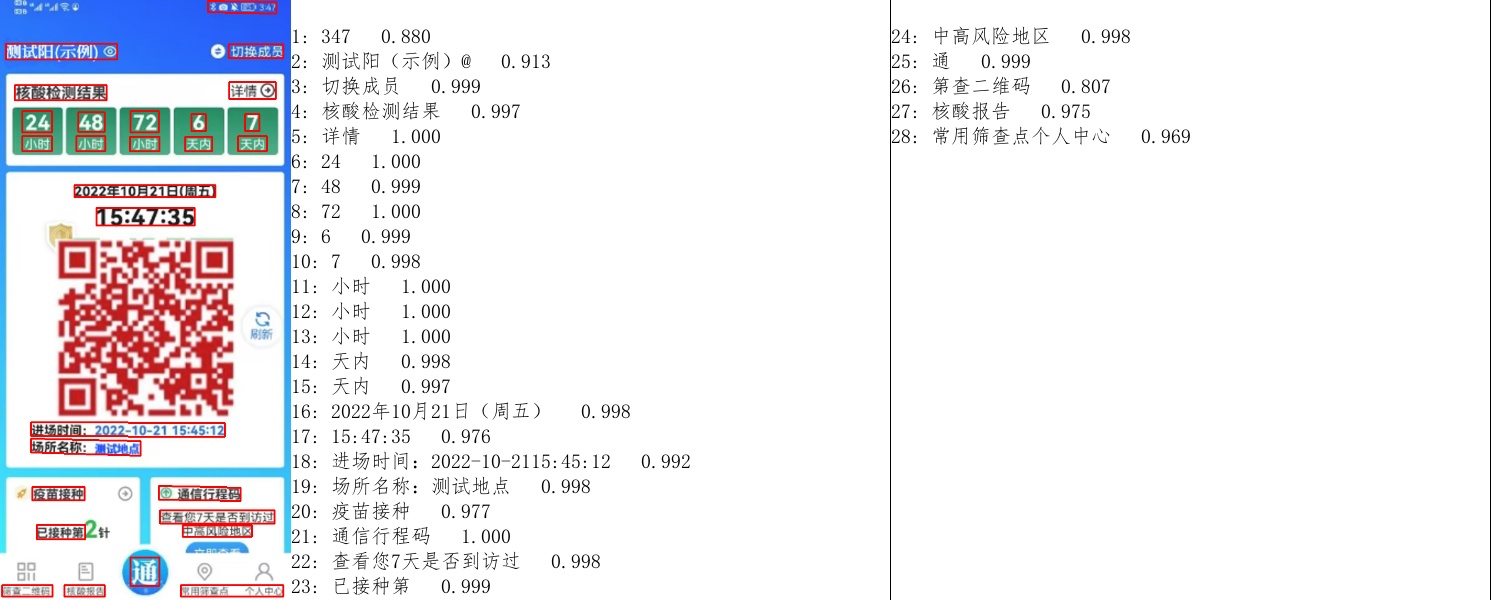 3:47
测试阳(示例)
切换成员
核酸检测结果
详情
24 48 72 6 7
小时 小时 小时 天内 天内
2022年10月21日(周五)
15:47:35
刷新
进场时间： 2022-10-21 15:45:12
场所名称： 测试地点
疫苗接种
通信行程码
查看您7天是否到访过
中高风险地区
已接种第2针
立即查看
通
筛查二维码 核酸报告 常用筛查点 个人中心
1: 347 0.880
2: 测试阳（示例）@ 0.913
3: 切换成员 0.999
4: 核酸检测结果 0.997
5: 详情 1.000
6: 24 1.000
7: 48 0.999
8: 72 1.000
9: 6 0.999
10: 7 0.998
11: 小时 1.000
12: 小时 1.000
13: 小时 1.000
14: 天内 0.998
15: 天内 0.997
16: 2022年10月21日（周五） 0.998
17: 15:47:35 0.976
18: 进场时间：2022-10-2115:45:12 0.992
19: 场所名称：测试地点 0.998
20: 疫苗接种 0.977
21: 通信行程码 1.000
22: 查看您7天是否到访过 0.998
23: 已接种第 0.999
24: 中高风险地区 0.998
25: 通 0.999
26: 第查二维码 0.807
27: 核酸报告 0.975
28: 常用筛查点个人中心 0.969